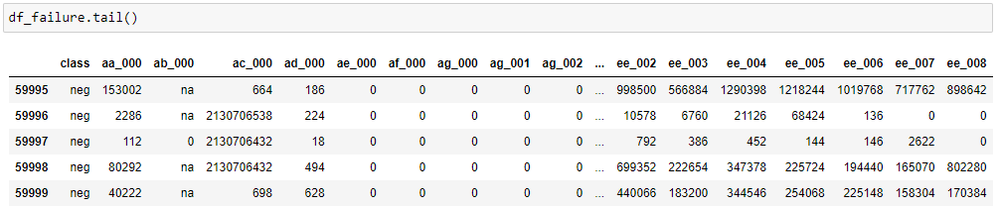 df_failure.tail()
class aa_000 ab_000 ac_000 ad_000 ae_000 af_000 ag_000 ag_001 ag_002 ... ee_002 ee_003 ee_004 ee_005 ee_006 ee_007 ee_008
59995 neg 153002 na 664 186 0 0 0 0 0 ... 998500 566884 1290398 1218244 1019768 717762 898642
59996 neg 2286 na 2130706538 224 0 0 0 0 0 ... 10578 6760 21126 68424 136 0 0
59997 neg 112 0 2130706432 18 0 0 0 0 0 ... 792 386 452 144 146 2622 0
59998 neg 80292 na 2130706432 494 0 0 0 0 0 ... 699352 222654 347378 225724 194440 165070 802280
59999 neg 40222 na 698 628 0 0 0 0 0 ... 440066 183200 344546 254068 225148 158304 170384